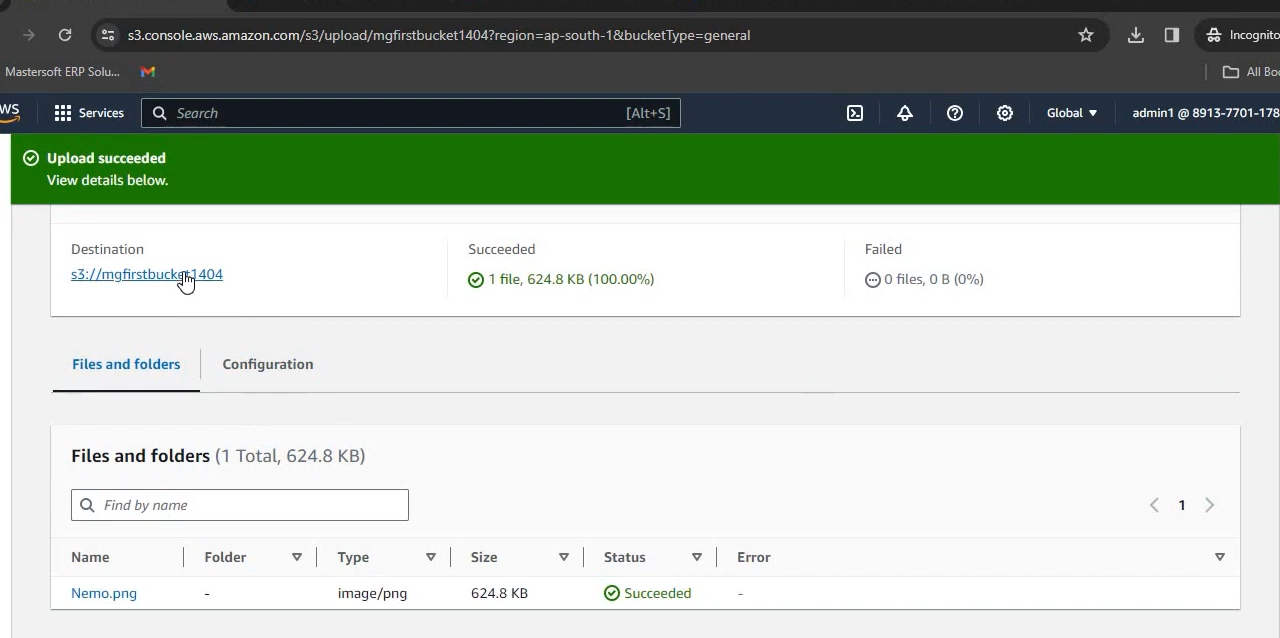 s3.console.aws.amazon.com/s3/upload/mgfirstbucket1404?region=ap-south-1&bucketType=general
Incognito
Mastersoft ERP Solu...
All Boo
Services
Search
[Alt+S]
Global
admin1 @ 8913-7701-178
Upload succeeded
View details below.
Destination
Succeeded
Failed
s3://mgfirstbucket1404
1 file, 624.8 KB (100.00%)
0 files, 0 B (0%)
Files and folders
Configuration
Files and folders (1 Total, 624.8 KB)
Find by name
1
Name
Folder
Type
Size
Status
Error
Nemo.png
-
image/png
624.8 KB
Succeeded
-